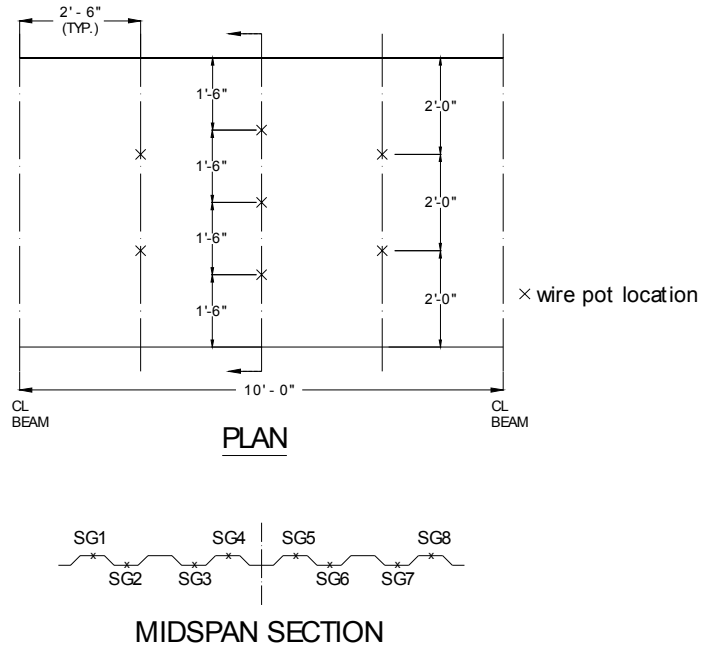 2' - 6"
(TYP.)
1'-6"
1'-6"
1'-6"
1'-6"
2'-0"
2'-0"
2'-0"
× wire pot location
10' - 0"
CL
BEAM
CL
BEAM
PLAN
SG1
SG4
SG5
SG8
SG2
SG3
SG6
SG7
MIDSPAN SECTION